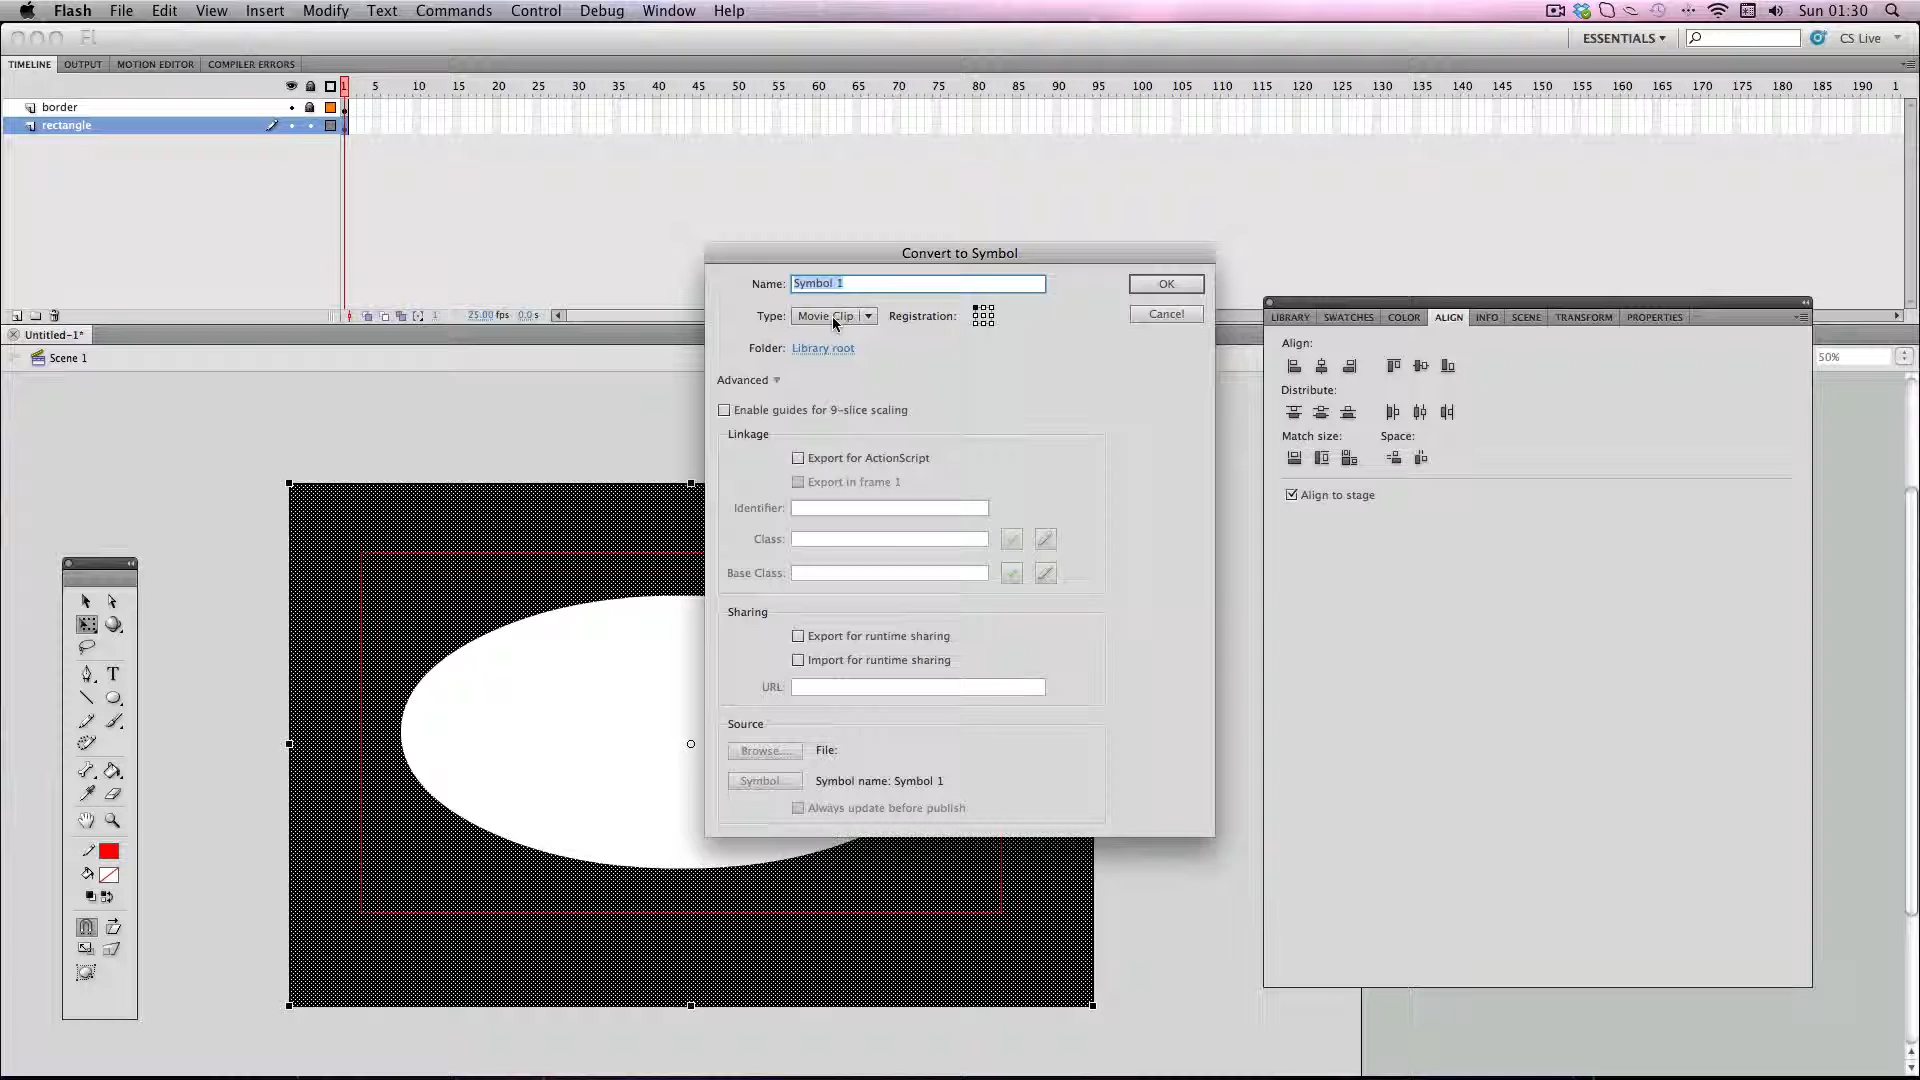 Flash File Edit View Insert Modify Text Commands Control Debug Window Help Sun 01:30
Fl ESSENTIALS CS Live
TIMELINE OUTPUT MOTION EDITOR COMPILER ERRORS
1 5 10 15 20 25 30 35 40 45 50 55 60 65 70 75 80 85 90 95 100 105 110 115 120 125 130 135 140 145 150 155 160 165 170 175 180 185 190 1
border
rectangle
1 25.00 fps 0.0 s
Untitled-1*
Scene 1
50%
Convert to Symbol
Name: Symbol 1 OK
Type: Movie Clip Registration: Cancel
Folder: Library root
Advanced
Enable guides for 9-slice scaling
Linkage
Export for ActionScript
Export in frame 1
Identifier:
Class:
Base Class:
Sharing
Export for runtime sharing
Import for runtime sharing
URL:
Source
Browse... File:
Symbol... Symbol name: Symbol 1
Always update before publish
LIBRARY SWATCHES COLOR ALIGN INFO SCENE TRANSFORM PROPERTIES
Align:
Distribute:
Match size: Space:
Align to stage
T